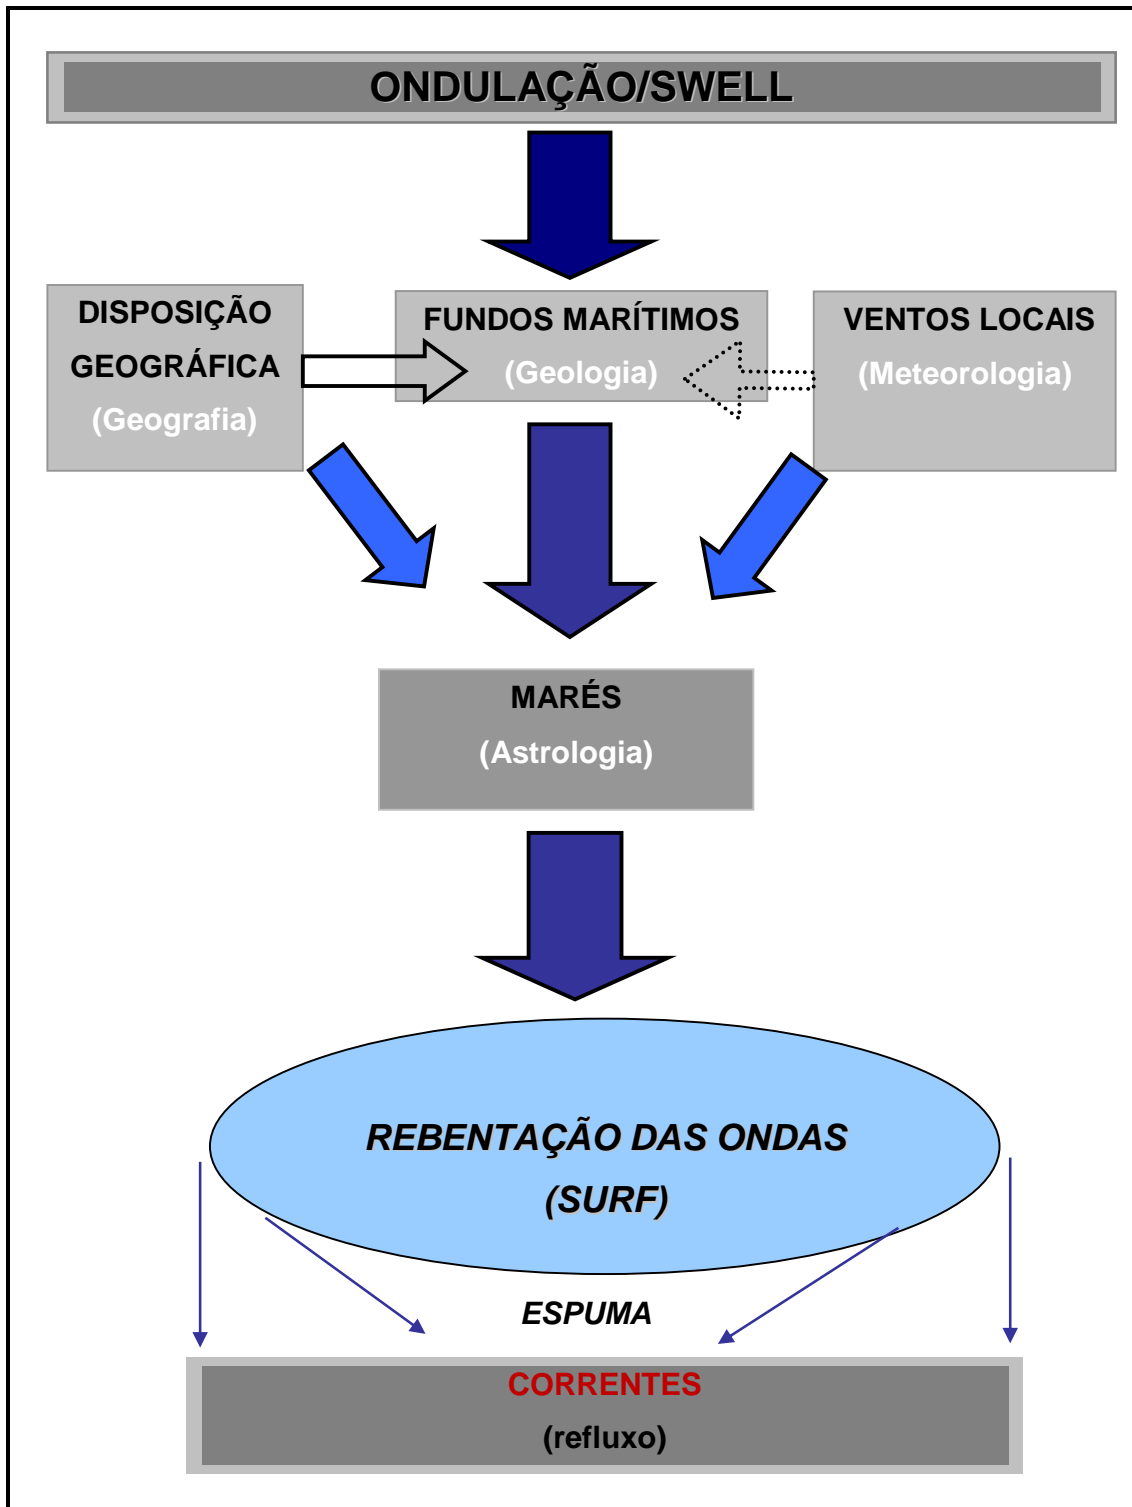 ONDULAÇÃO/SWELL
DISPOSIÇÃO
GEOGRÁFICA
(Geografia)
FUNDOS MARÍTIMOS
(Geologia)
VENTOS LOCAIS
(Meteorologia)
MARÉS
(Astrologia)
REBENTAÇÃO DAS ONDAS
(SURF)
ESPUMA
CORRENTES
(refluxo)